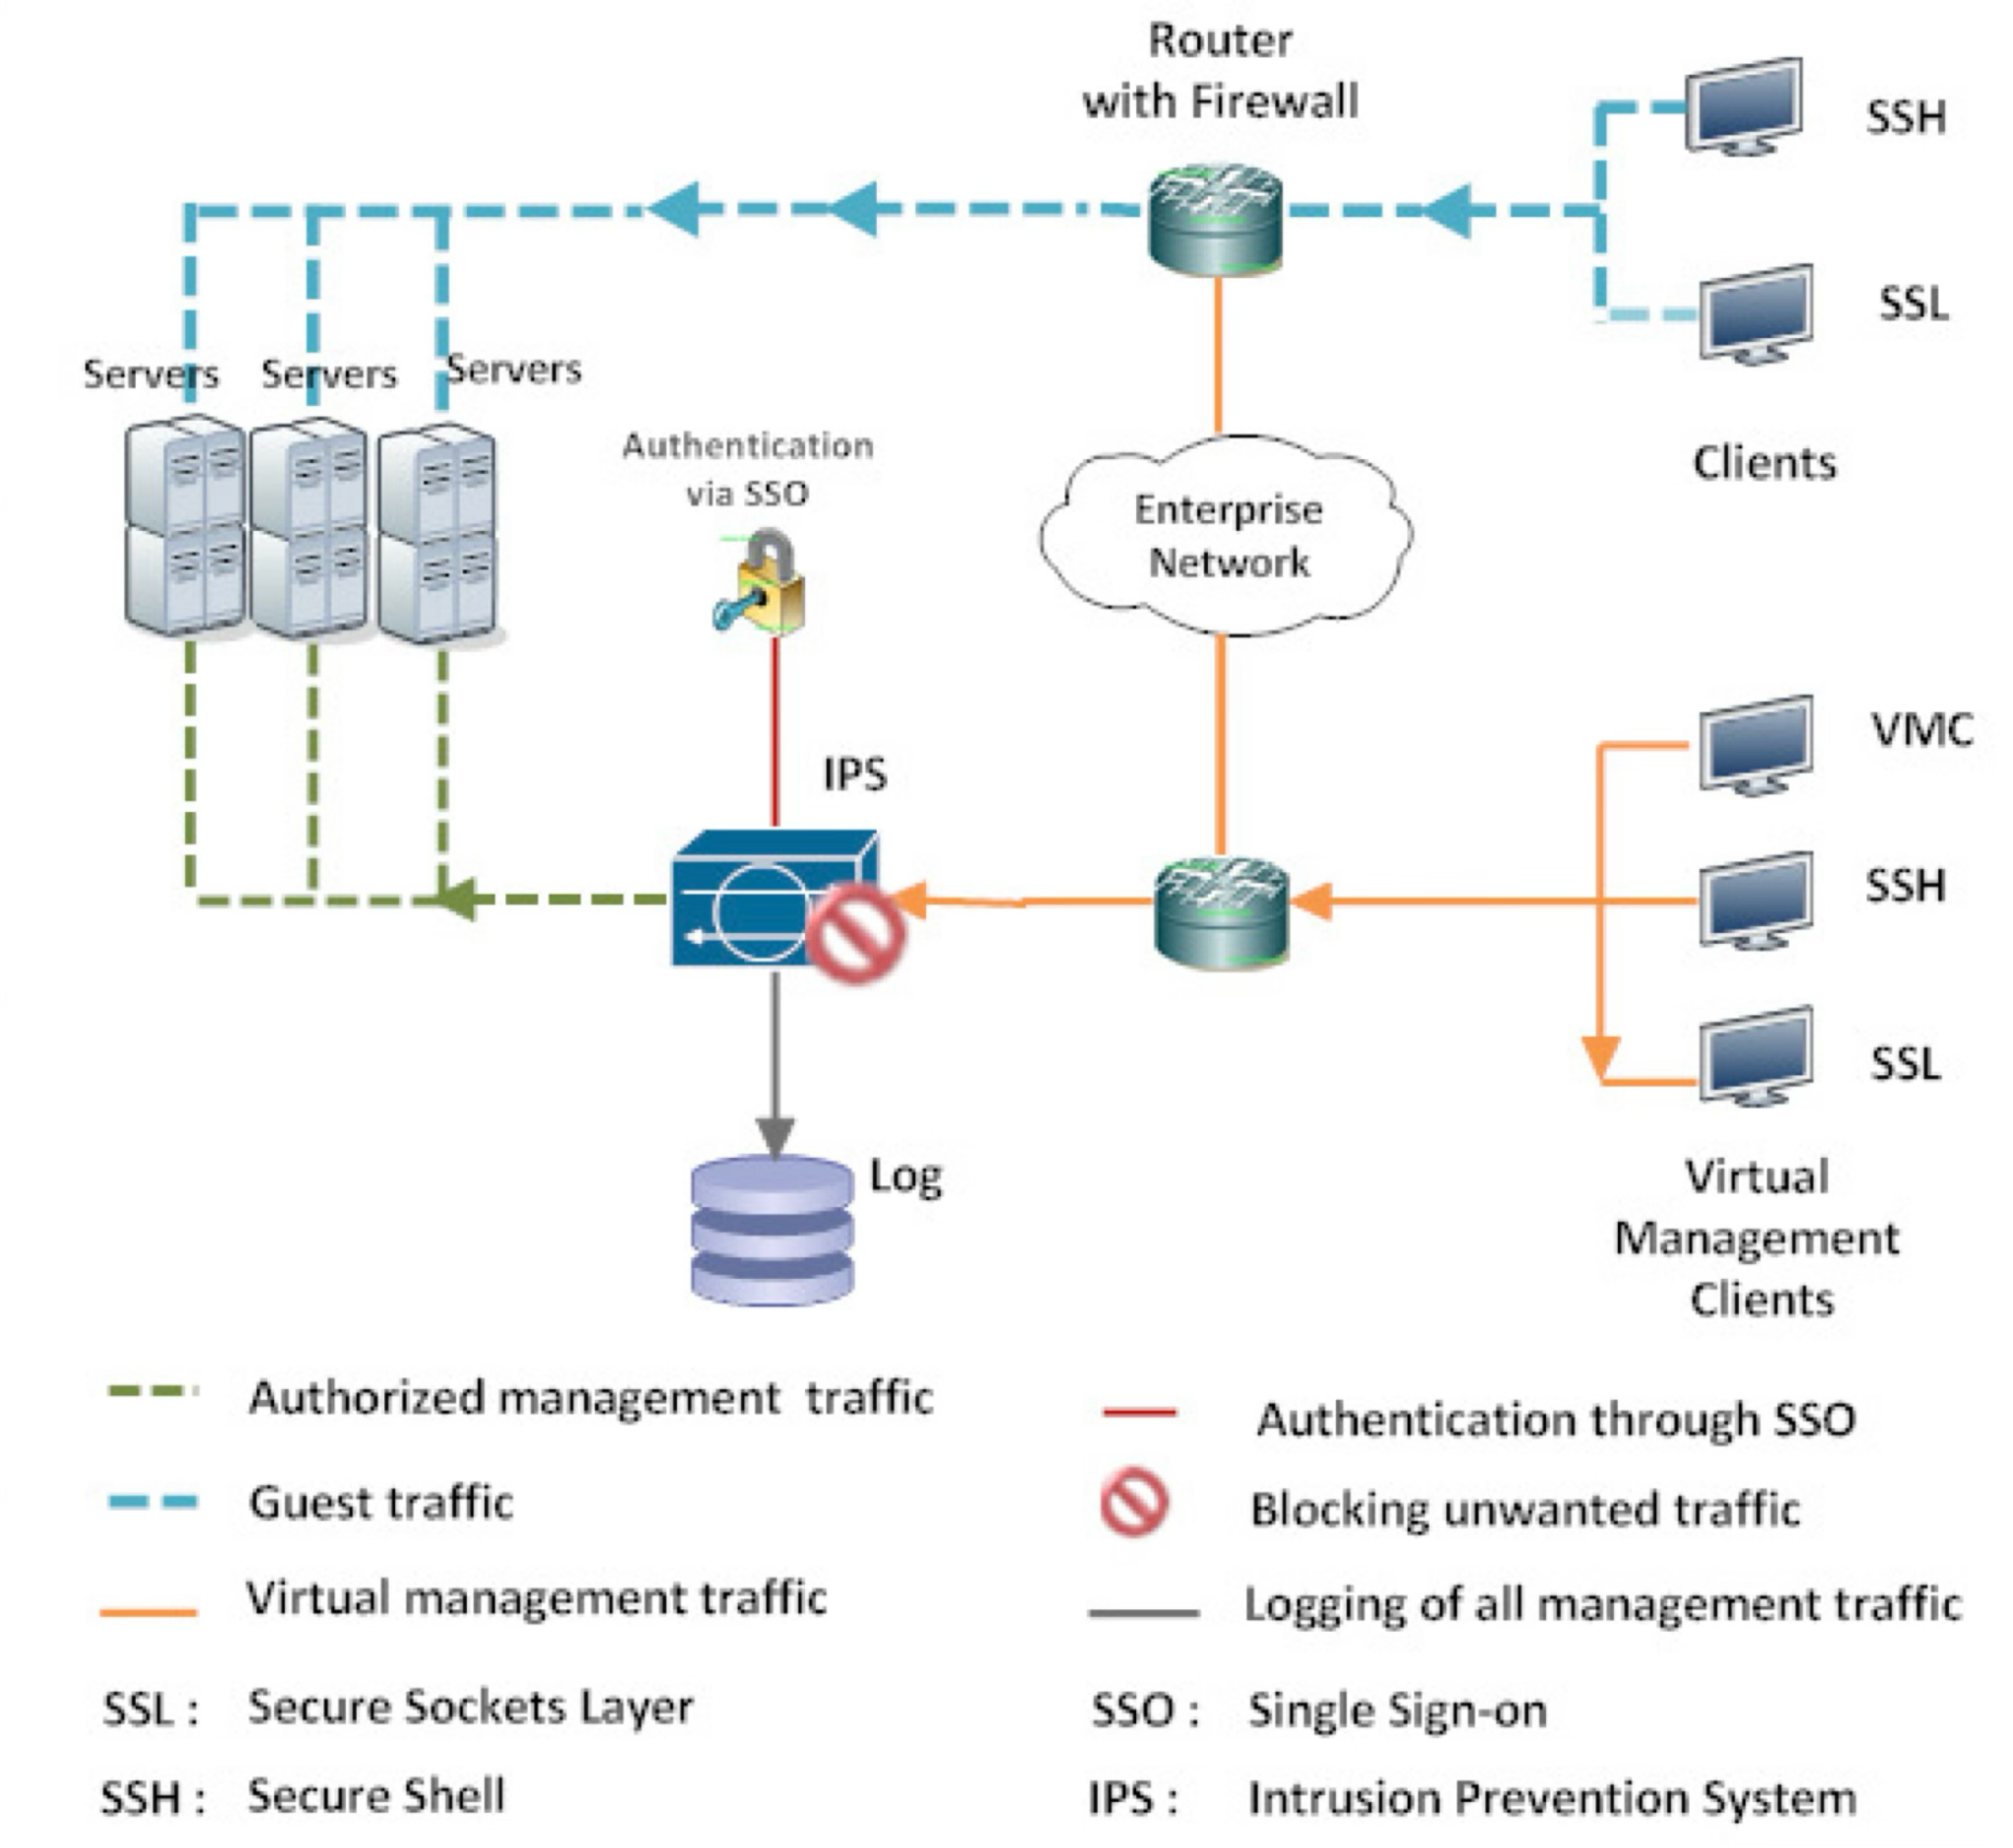 Router
with Firewall
SSH
SSL
Servers
Servers
Servers
Authentication
via SSO
Clients
Enterprise
Network
VMC
IPS
SSH
SSL
Log
Virtual
Management
Clients
Authorized management traffic
Guest traffic
Virtual management traffic
SSL : Secure Sockets Layer
SSH : Secure Shell
Authentication through SSO
Blocking unwanted traffic
Logging of all management traffic
SSO : Single Sign-on
IPS : Intrusion Prevention System